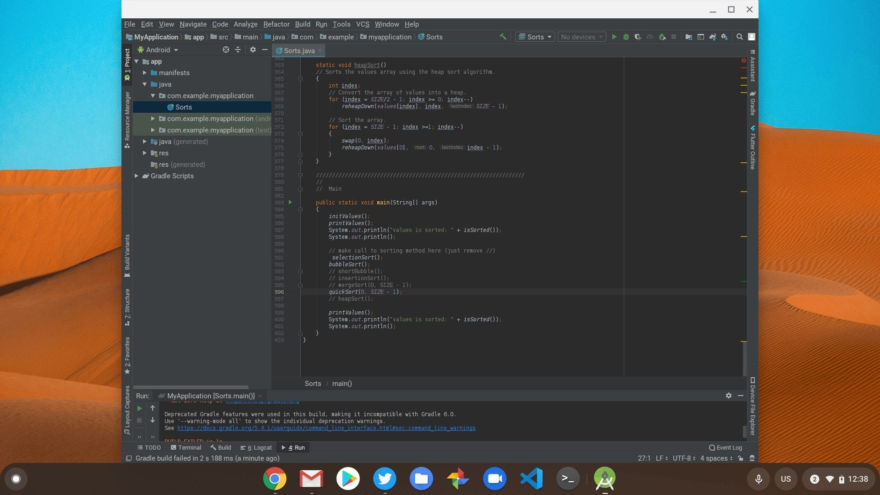 File Edit View Navigate Code Analyze Refactor Build Run Tools VCS Window Help
MyApplication app src main java com example myapplication Sorts
Sorts No devices
Android
Sorts.java
app
manifests
java
com.example.myapplication
Sorts
com.example.myapplication
com.example.myapplication
java (generated)
res
res (generated)
Gradle Scripts
1: Project
Resource Manager
Build Variants
2: Structure
2: Favorites
Layout Captures
static void heapSort()
// Sorts the values array using the heap sort algorithm.
{
int index;
// Convert the array of values into a heap.
for (index = SIZE/2 - 1; index >= 0; index--)
reheapDown(values[index], index, SIZE - 1);
// Sort the array.
for (index = SIZE - 1; index >=1; index--)
{
swap(0, index);
reheapDown(values[0], 0, index - 1);
}
}
//
// Main
public static void main(String[] args)
{
initValues();
printValues();
System.out.println("values is sorted: " + isSorted());
System.out.println();
// make call to sorting method here (just remove //)
selectionSort();
bubbleSort();
// shortBubble();
// insertionSort();
// mergeSort(0, SIZE - 1);
quickSort(0, SIZE - 1);
// heapSort();
printValues();
System.out.println("values is sorted: " + isSorted());
System.out.println();
}
}
Assistant
Gradle
Flutter Outline
Device File Explorer
Sorts main()
Run: MyApplication [Sorts.main()]
Deprecated Gradle features were used in this build, making it incompatible with Gradle 6.0.
Use '--warning-mode all' to show the individual deprecation warnings.
See https://docs.gradle.org/5.4.1/userguide/command_line_interface.html#sec:command_line_warnings
TODO Terminal Build 6: Logcat 4: Run Event Log
Gradle build failed in 2 s 188 ms (a minute ago) 27:1 LF UTF-8 4 spaces
US 3 12:38